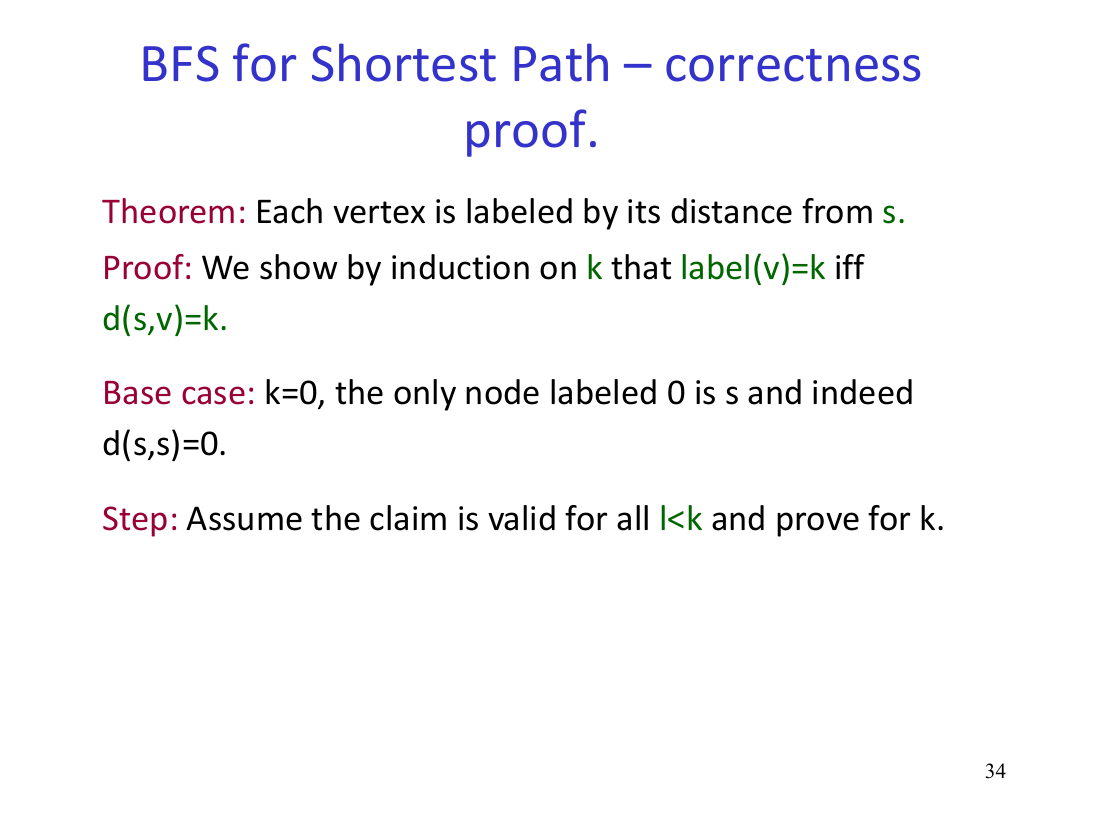 BFS for Shortest Path – correctness
proof.
Theorem: Each vertex is labeled by its distance from s.
Proof: We show by induction on k that label(v)=k iff
d(s,v)=k.
Base case: k=0, the only node labeled 0 is s and indeed
d(s,s)=0.
Step: Assume the claim is valid for all l<k and prove for k.
34